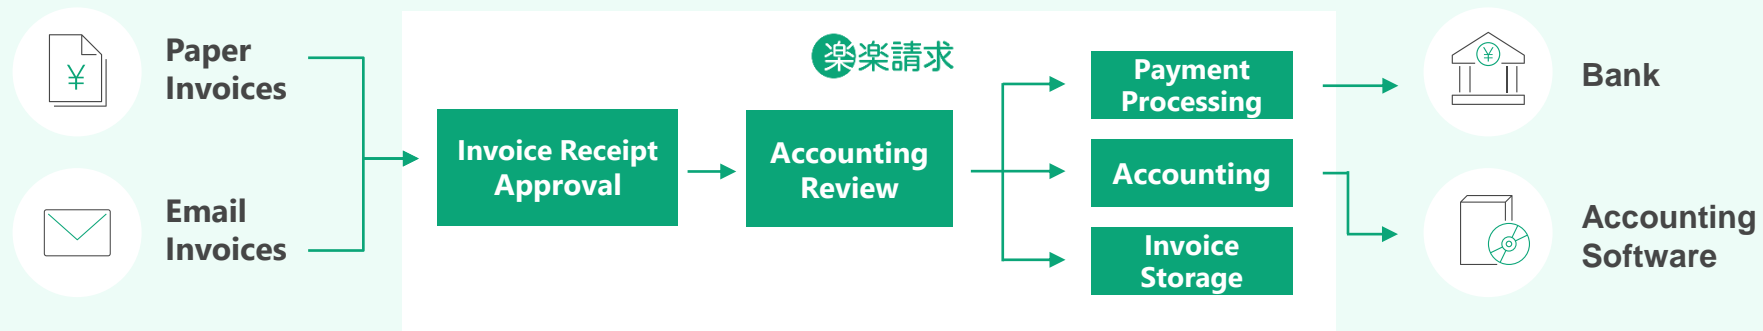 Paper
Invoices
¥
Email
Invoices
楽楽請求
Invoice Receipt
Approval
Accounting
Review
Payment
Processing
Accounting
Invoice
Storage
¥
Bank
Accounting
Software